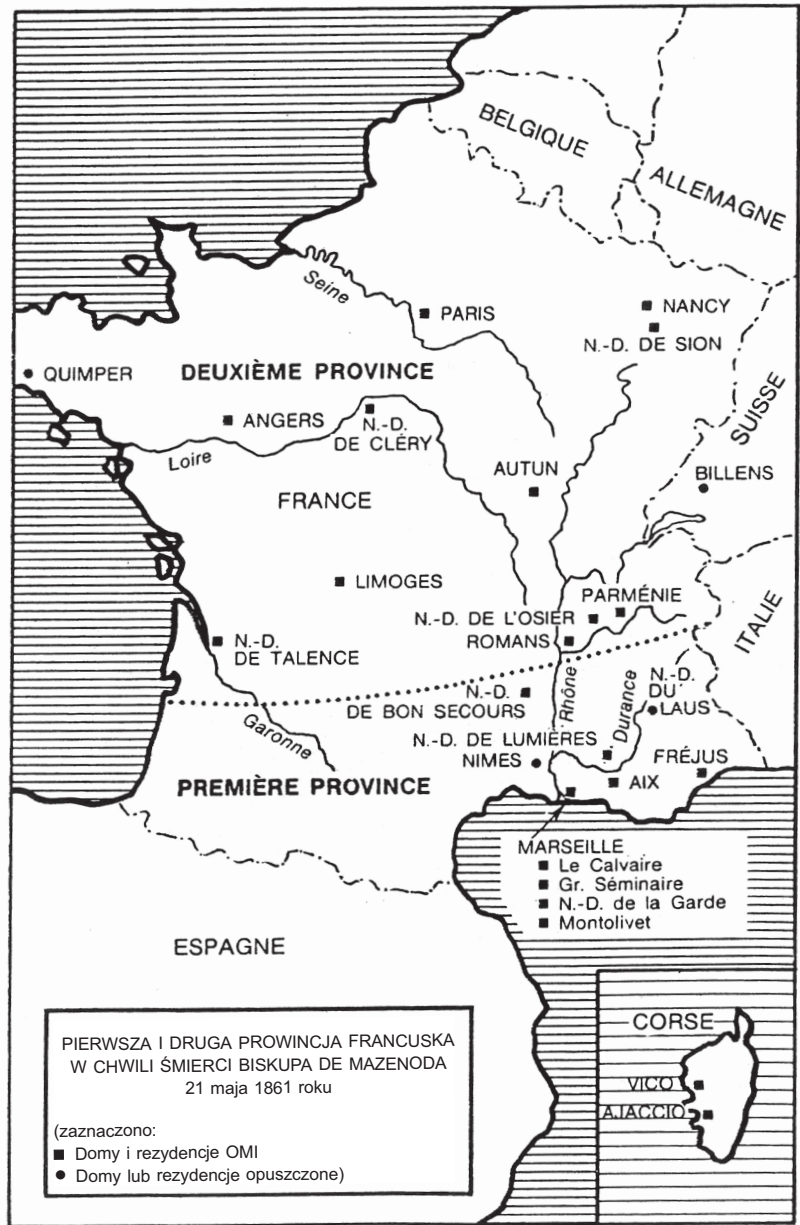 BELGIQUE
ALLEMAGNE
Seine
PARIS
NANCY
N.-D. DE SION
QUIMPER
DEUXIÈME PROVINCE
SUISSE
ANGERS
N.-D.
DE CLÉRY
Loire
AUTUN
BILLENS
FRANCE
LIMOGES
PARMÉNIE
N.-D. DE L'OSIER
ROMANS
ITALIE
N.-D.
DE TALENCE
Rhône
Durance
N.-D.
DU
LAUS
N.-D.
DE BON SECOURS
Garonne
N.-D. DE LUMIÈRES
NIMES
FRÉJUS
AIX
PREMIÈRE PROVINCE
MARSEILLE
■ Le Calvaire
■ Gr. Séminaire
■ N.-D. de la Garde
■ Montolivet
ESPAGNE
CORSE
VICO
AJACCIO
PIERWSZA I DRUGA PROWINCJA FRANCUSKA
W CHWILI ŚMIERCI BISKUPA DE MAZENODA
21 maja 1861 roku
(zaznaczono:
■ Domy i rezydencje OMI
● Domy lub rezydencje opuszczone)